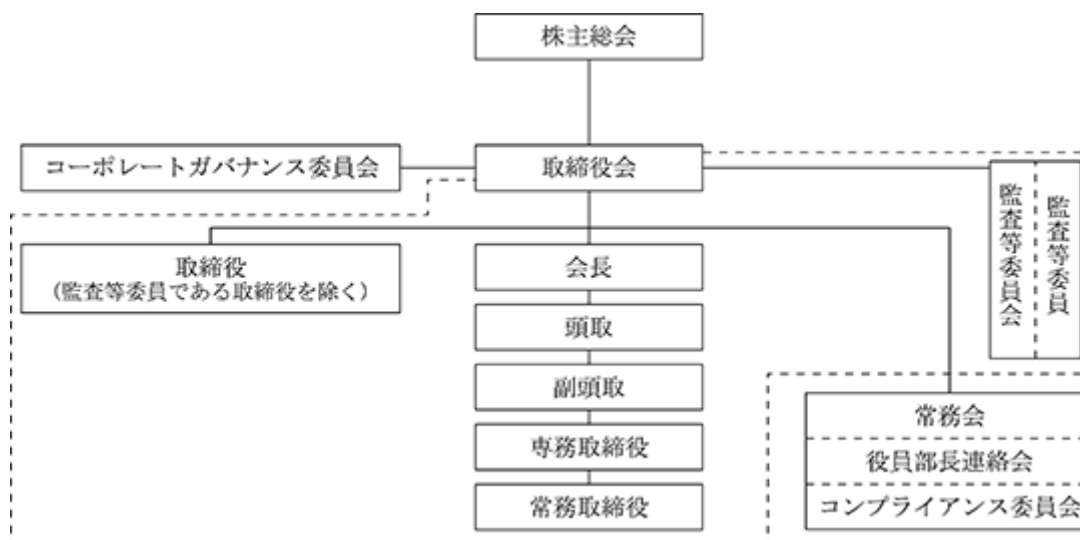 株主総会
コーポレートガバナンス委員会
取締役会
監査等委員会
監査等委員
取締役
(監査等委員である取締役を除く)
会長
頭取
副頭取
専務取締役
常務取締役
常務会
役員部長連絡会
コンプライアンス委員会